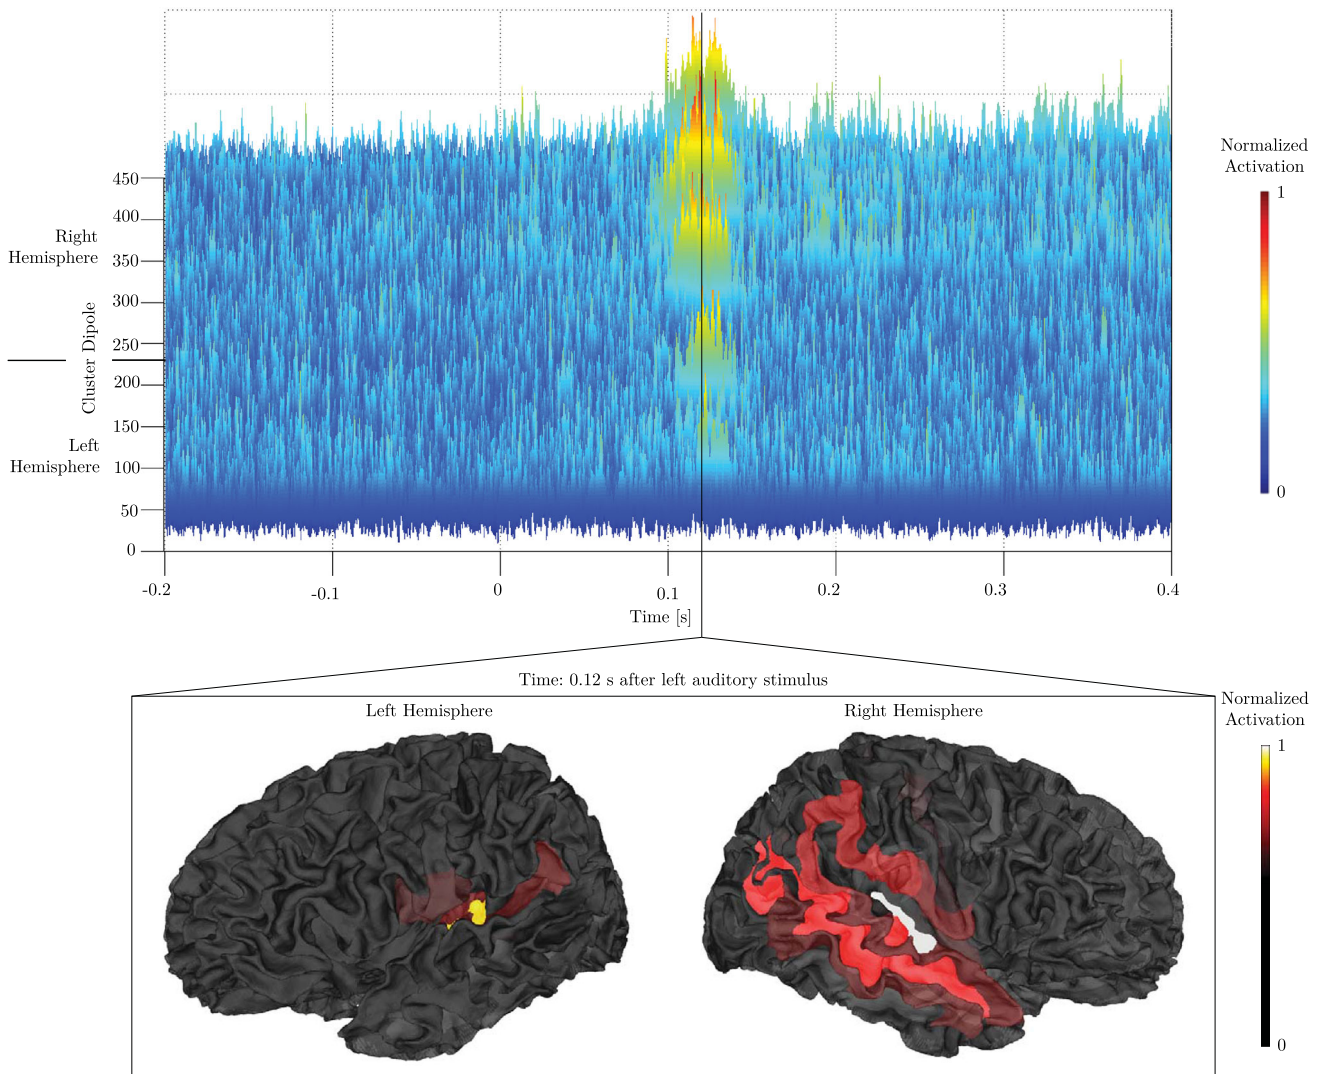 Normalized
Activation
1
0
450
400
350
300
250
200
150
100
50
0
Right
Hemisphere
Cluster Dipole
Left
Hemisphere
-0.2
-0.1
0
0.1
0.2
0.3
0.4
Time [s]
Time: 0.12 s after left auditory stimulus
Left Hemisphere
Right Hemisphere
Normalized
Activation
1
0